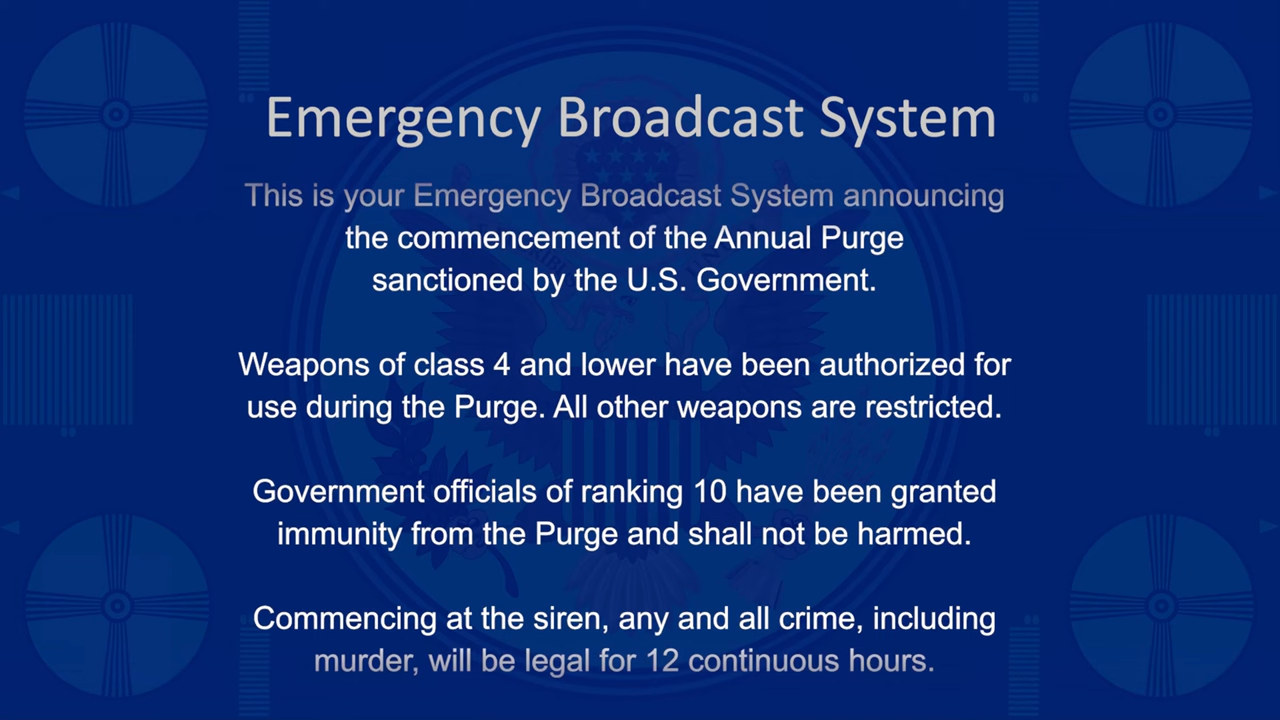 Emergency Broadcast System
This is your Emergency Broadcast System announcing
the commencement of the Annual Purge
sanctioned by the U.S. Government.
Weapons of class 4 and lower have been authorized for
use during the Purge. All other weapons are restricted.
Government officials of ranking 10 have been granted
immunity from the Purge and shall not be harmed.
Commencing at the siren, any and all crime, including
murder, will be legal for 12 continuous hours.